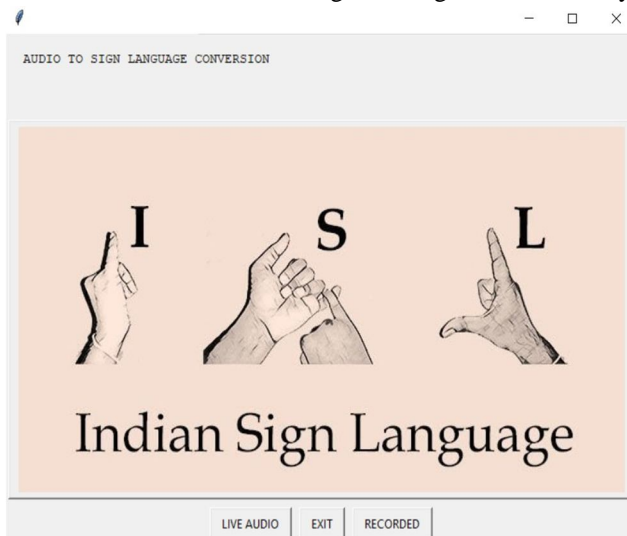 AUDIO TO SIGN LANGUAGE CONVERSION
I S L
Indian Sign Language
LIVE AUDIO EXIT RECORDED